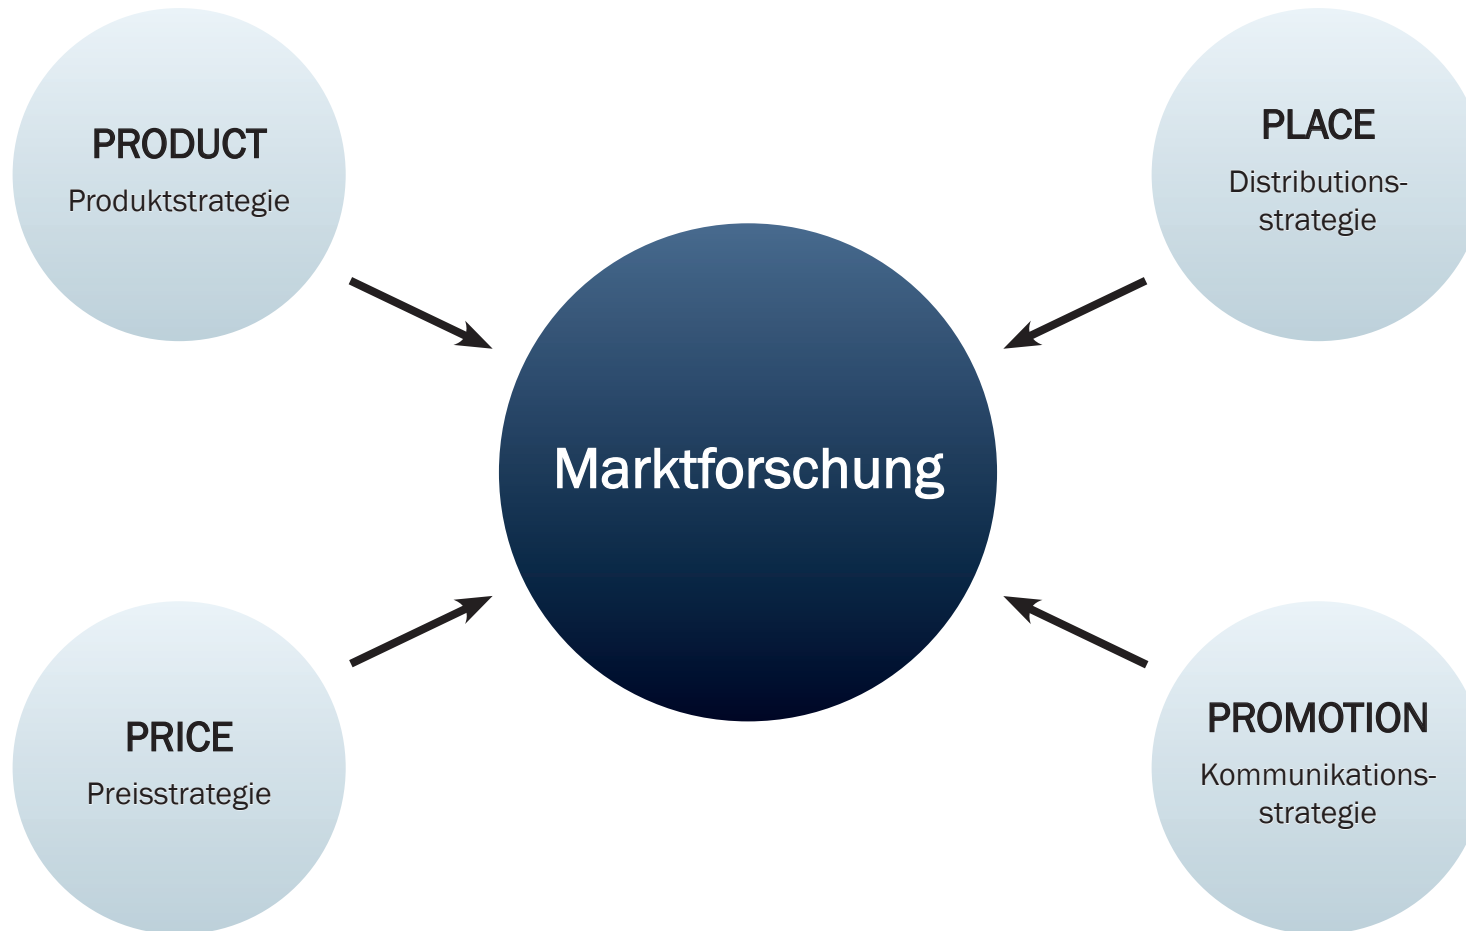 PRODUCT
Produktstrategie
PLACE
Distributions-
strategie
Marktforschung
PRICE
Preisstrategie
PROMOTION
Kommunikations-
strategie